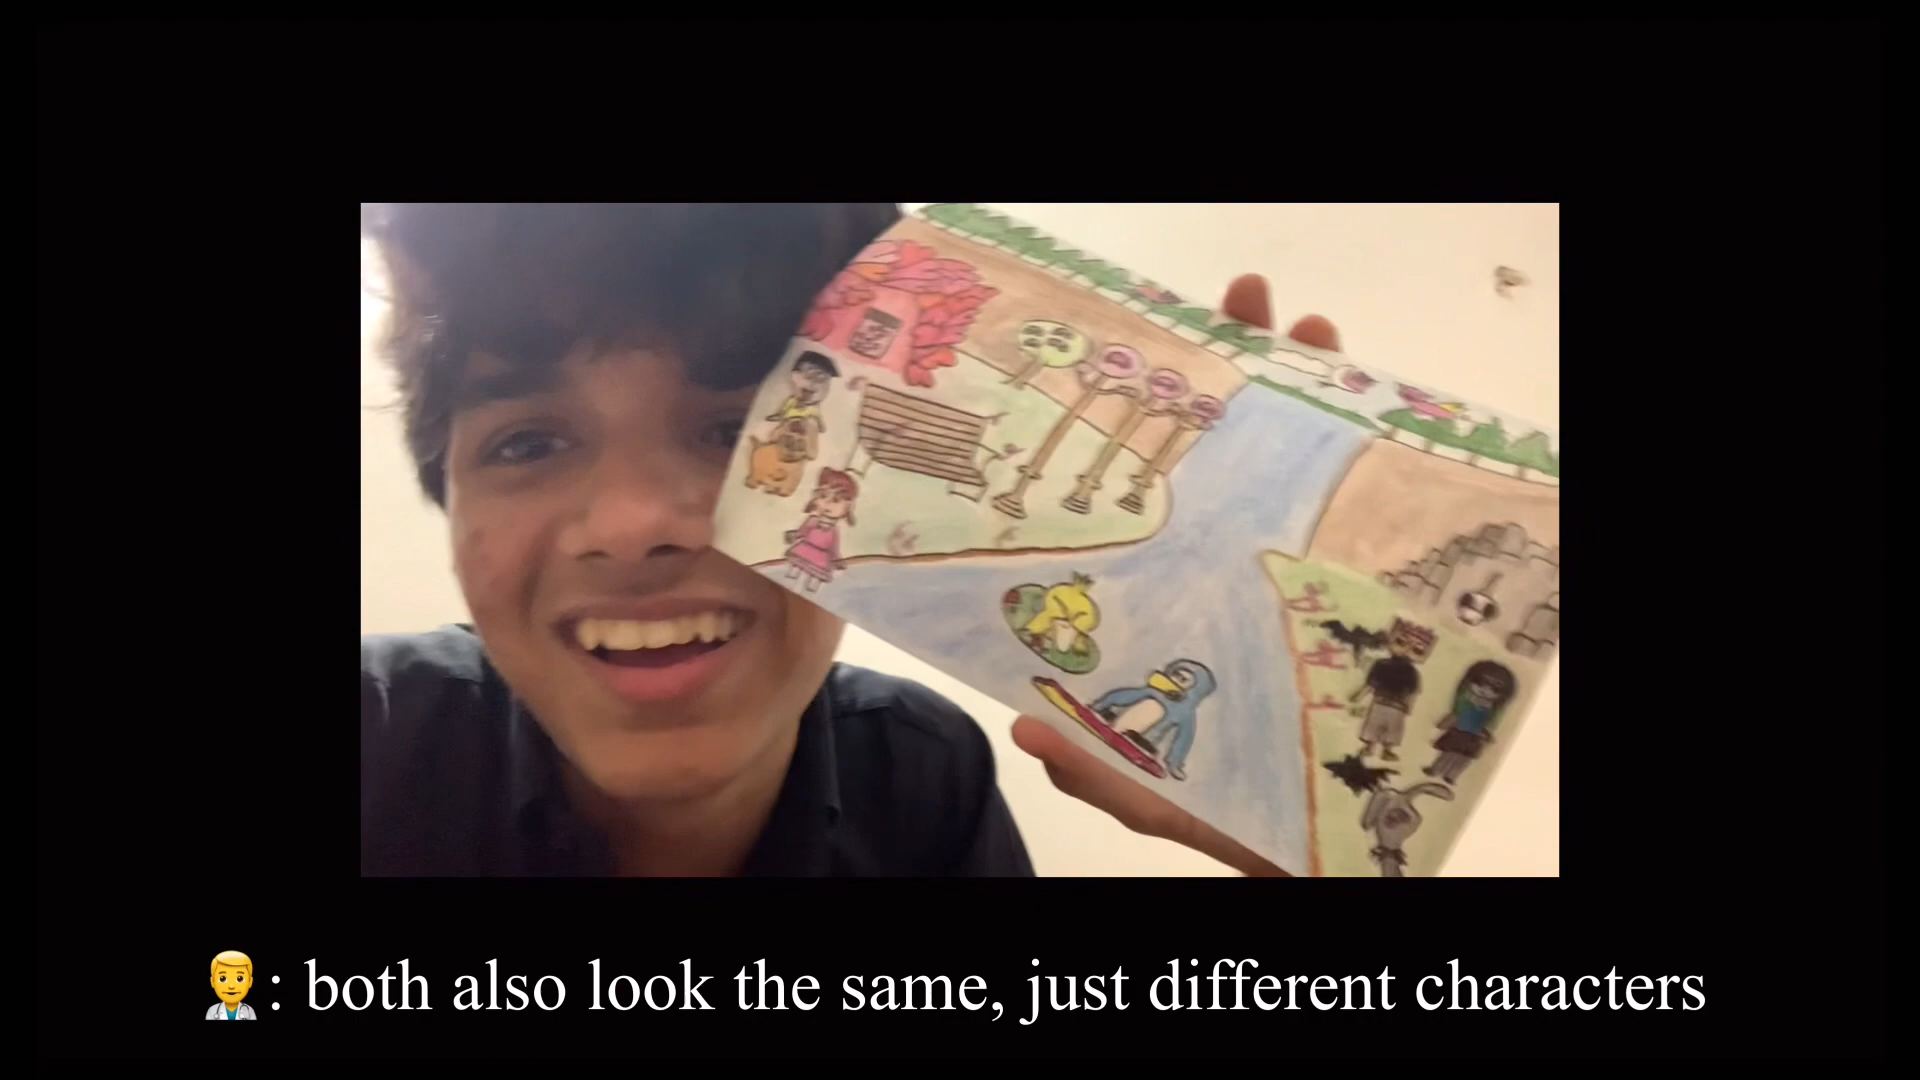 👨‍⚕️: both also look the same, just different characters